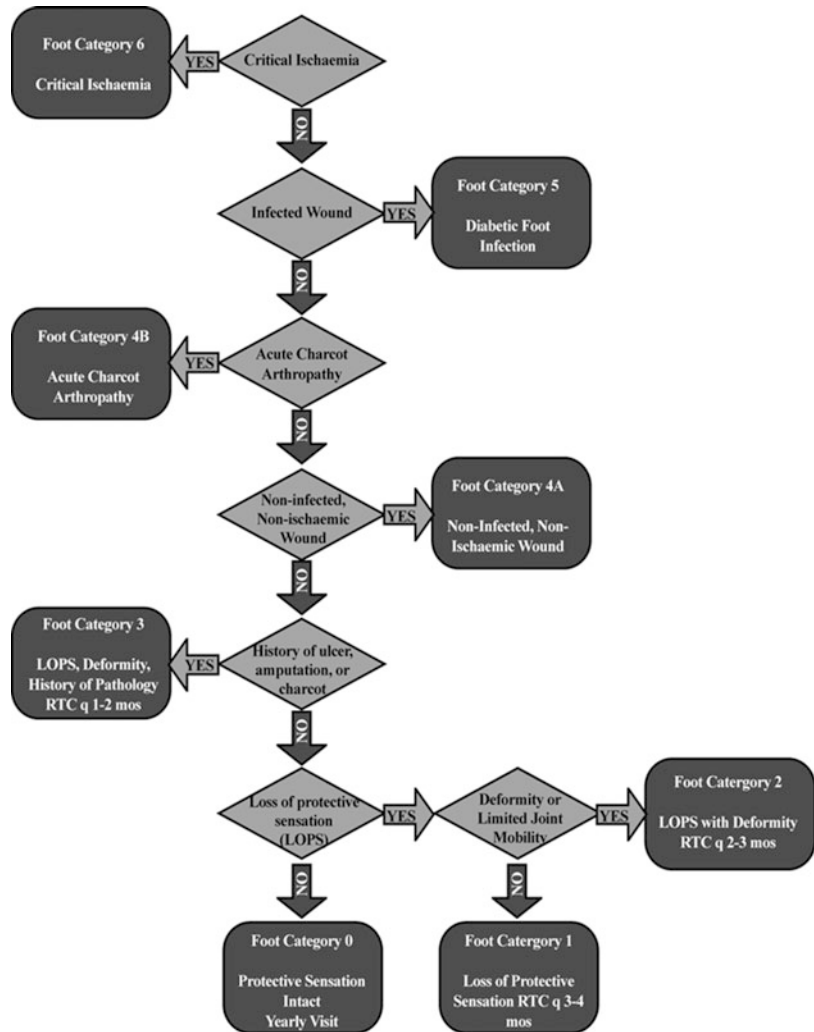 Foot Category 6
Critical Ischaemia
YES
Critical Ischaemia
NO
Infected Wound
YES
Foot Category 5
Diabetic Foot
Infection
NO
Foot Category 4B
Acute Charcot
Arthropathy
YES
Acute Charcot
Arthropathy
NO
Non-infected,
Non-ischaemic
Wound
YES
Foot Category 4A
Non-Infected, Non-
Ischaemic Wound
NO
Foot Category 3
LOPS, Deformity,
History of Pathology
RTC q 1-2 mos
YES
History of ulcer,
amputation, or
charcot
NO
Loss of protective
sensation
(LOPS)
YES
Deformity or
Limited Joint
Mobility
YES
Foot Catergory 2
LOPS with Deformity
RTC q 2-3 mos
NO
NO
Foot Category 0
Protective Sensation
Intact
Yearly Visit
Foot Catergory 1
Loss of Protective
Sensation RTC q 3-4
mos